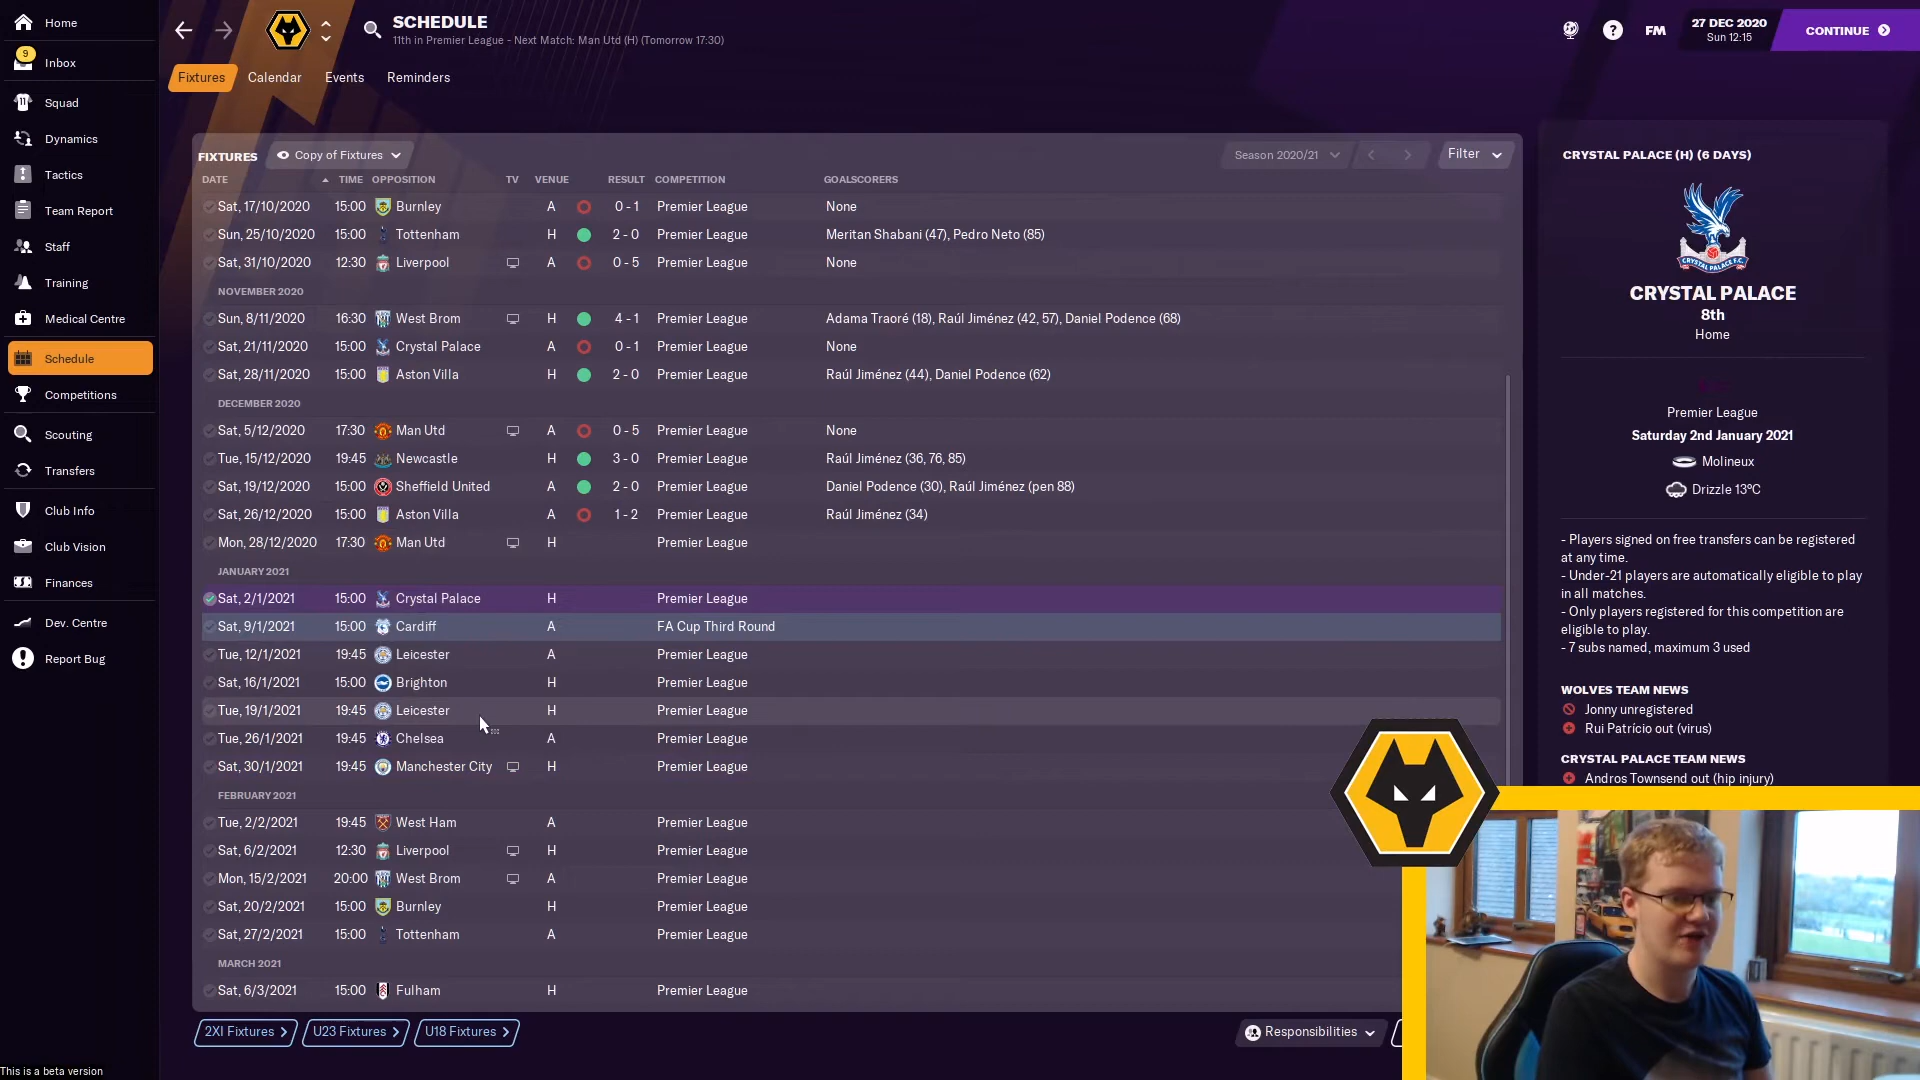 SCHEDULE
11th in Premier League - Next Match: Man Utd (H) (Tomorrow 17:30)
FM
27 DEC 2020
Sun 12:15
CONTINUE
Home
9
Inbox
Squad
Dynamics
Tactics
Team Report
Staff
Training
Medical Centre
Schedule
Competitions
Scouting
Transfers
Club Info
Club Vision
Finances
Dev. Centre
Report Bug
This is a beta version
Fixtures Calendar Events Reminders
FIXTURES Copy of Fixtures Season 2020/21 Filter
DATE TIME OPPOSITION TV VENUE RESULT COMPETITION GOALSCORERS
Sat, 17/10/2020 15:00 Burnley A 0 - 1 Premier League None
Sun, 25/10/2020 15:00 Tottenham H 2 - 0 Premier League Meritan Shabani (47), Pedro Neto (85)
Sat, 31/10/2020 12:30 Liverpool A 0 - 5 Premier League None
NOVEMBER 2020
Sun, 8/11/2020 16:30 West Brom H 4 - 1 Premier League Adama Traoré (18), Raúl Jiménez (42, 57), Daniel Podence (68)
Sat, 21/11/2020 15:00 Crystal Palace A 0 - 1 Premier League None
Sat, 28/11/2020 15:00 Aston Villa H 2 - 0 Premier League Raúl Jiménez (44), Daniel Podence (62)
DECEMBER 2020
Sat, 5/12/2020 17:30 Man Utd A 0 - 5 Premier League None
Tue, 15/12/2020 19:45 Newcastle H 3 - 0 Premier League Raúl Jiménez (36, 76, 85)
Sat, 19/12/2020 15:00 Sheffield United A 2 - 0 Premier League Daniel Podence (30), Raúl Jiménez (pen 88)
Sat, 26/12/2020 15:00 Aston Villa A 1 - 2 Premier League Raúl Jiménez (34)
Mon, 28/12/2020 17:30 Man Utd H Premier League
JANUARY 2021
Sat, 2/1/2021 15:00 Crystal Palace H Premier League
Sat, 9/1/2021 15:00 Cardiff A FA Cup Third Round
Tue, 12/1/2021 19:45 Leicester A Premier League
Sat, 16/1/2021 15:00 Brighton H Premier League
Tue, 19/1/2021 19:45 Leicester H Premier League
Tue, 26/1/2021 19:45 Chelsea A Premier League
Sat, 30/1/2021 19:45 Manchester City H Premier League
FEBRUARY 2021
Tue, 2/2/2021 19:45 West Ham A Premier League
Sat, 6/2/2021 12:30 Liverpool H Premier League
Mon, 15/2/2021 20:00 West Brom A Premier League
Sat, 20/2/2021 15:00 Burnley H Premier League
Sat, 27/2/2021 15:00 Tottenham A Premier League
MARCH 2021
Sat, 6/3/2021 15:00 Fulham H Premier League
2XI Fixtures U23 Fixtures U18 Fixtures Responsibilities
CRYSTAL PALACE (H) (6 DAYS)
CRYSTAL PALACE F.C.
CRYSTAL PALACE
8th
Home
Premier League
Saturday 2nd January 2021
Molineux
Drizzle 13ºC
- Players signed on free transfers can be registered
at any time.
- Under-21 players are automatically eligible to play
in all matches.
- Only players registered for this competition are
eligible to play.
- 7 subs named, maximum 3 used
WOLVES TEAM NEWS
Jonny unregistered
Rui Patrício out (virus)
CRYSTAL PALACE TEAM NEWS
Andros Townsend out (hip injury)